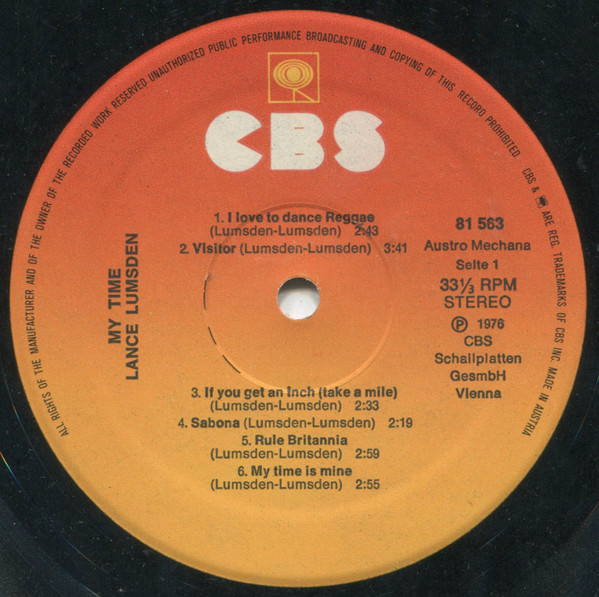 ALL RIGHTS OF THE MANUFACTURER AND OF THE OWNER OF THE RECORDED WORK RESERVED UNAUTHORIZED PUBLIC PERFORMANCE BROADCASTING AND COPYING OF THIS RECORD PROHIBITED
CBS & ARE REG. TRADEMARKS OF CBS INC. MADE IN AUSTRIA
CBS
1. I love to dance Reggae
(Lumsden-Lumsden) 2:43
2. Visitor (Lumsden-Lumsden) 3:41
81 563
Austro Mechana
Seite 1
33⅓ RPM
STEREO
Ⓟ 1976
CBS
Schallplatten
GesmbH
Vienna
MY TIME
LANCE LUMSDEN
3. If you get an Inch (take a mile)
(Lumsden-Lumsden) 2:33
4. Sabona (Lumsden-Lumsden) 2:19
5. Rule Britannia
(Lumsden-Lumsden) 2:59
6. My time is mine
(Lumsden-Lumsden) 2:55